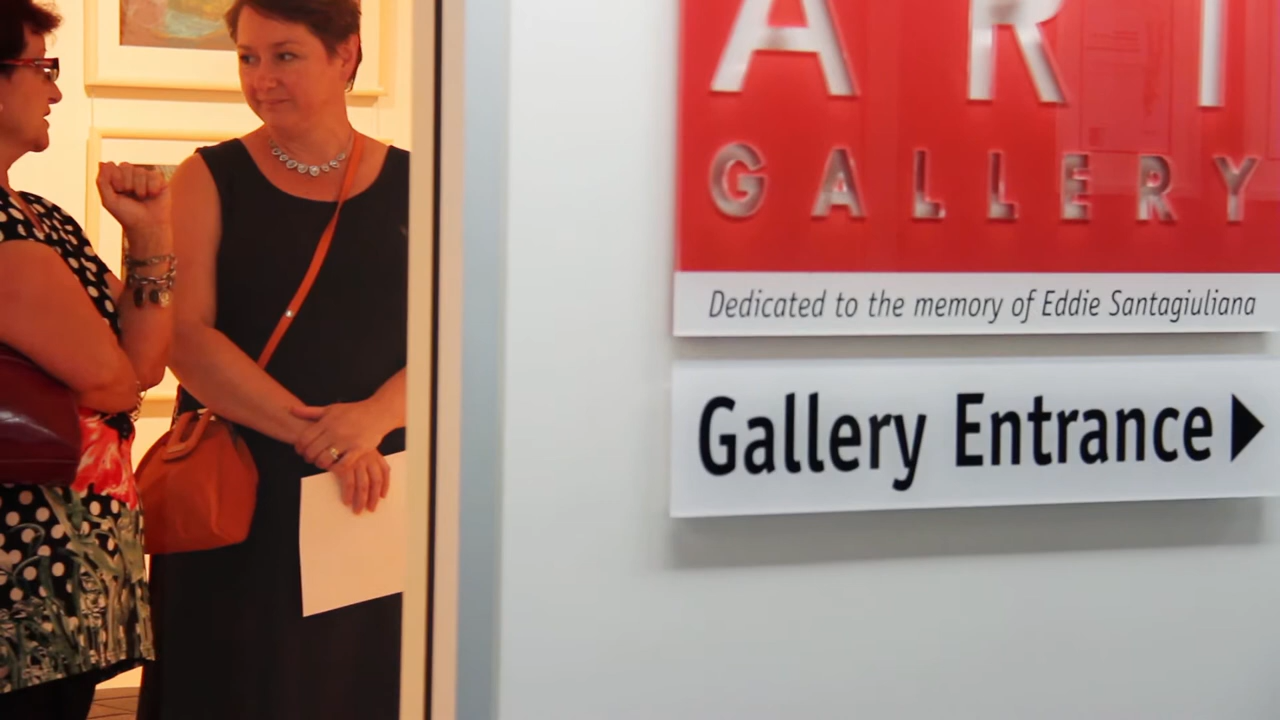 ART
GALLERY
Dedicated to the memory of Eddie Santagiuliana
Gallery Entrance